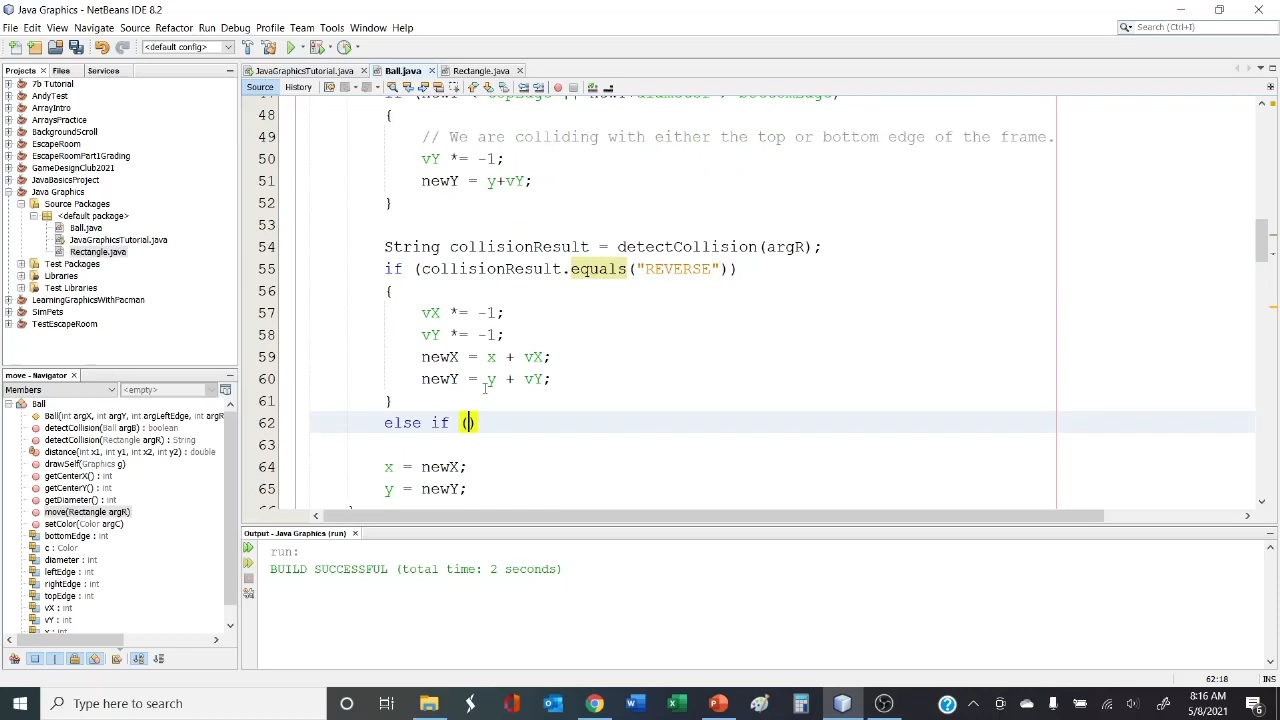 Java Graphics - NetBeans IDE 8.2
File Edit View Navigate Source Refactor Run Debug Profile Team Tools Window Help
Search (Ctrl+I)
<default config>
Projects Files Services
JavaGraphicsTutorial.java Ball.java Rectangle.java
Source History
7b Tutorial
AndyTest
ArrayIntro
ArraysPractice
BackgroundScroll
EscapeRoom
EscapeRoomPart1Grading
GameDesignClub2021
JavaBasicsProject
Java Graphics
Source Packages
<default package>
Ball.java
JavaGraphicsTutorial.java
Rectangle.java
Test Packages
Libraries
Test Libraries
LearningGraphicsWithPacman
SimPets
TestEscapeRoom
48 {
49 // We are colliding with either the top or bottom edge of the frame.
50 vY *= -1;
51 newY = y+vY;
52 }
53
54 String collisionResult = detectCollision(argR);
55 if (collisionResult.equals("REVERSE"))
56 {
57 vX *= -1;
58 vY *= -1;
59 newX = x + vX;
60 newY = y + vY;
61 }
62 else if ()
63
64 x = newX;
65 y = newY;
move - Navigator
Members <empty>
Ball
Ball(int argX, int argY, int argLeftEdge, int argR
detectCollision(Ball argB) : boolean
detectCollision(Rectangle argR) : String
distance(int x1, int y1, int x2, int y2) : double
drawSelf(Graphics g)
getCenterX() : int
getCenterY() : int
getDiameter() : int
move(Rectangle argR)
setColor(Color argC)
bottomEdge : int
c : Color
diameter : int
leftEdge : int
rightEdge : int
topEdge : int
vX : int
vY : int
Output - Java Graphics (run)
run:
BUILD SUCCESSFUL (total time: 2 seconds)
62:18 INS
Type here to search
8:16 AM
5/8/2021
6